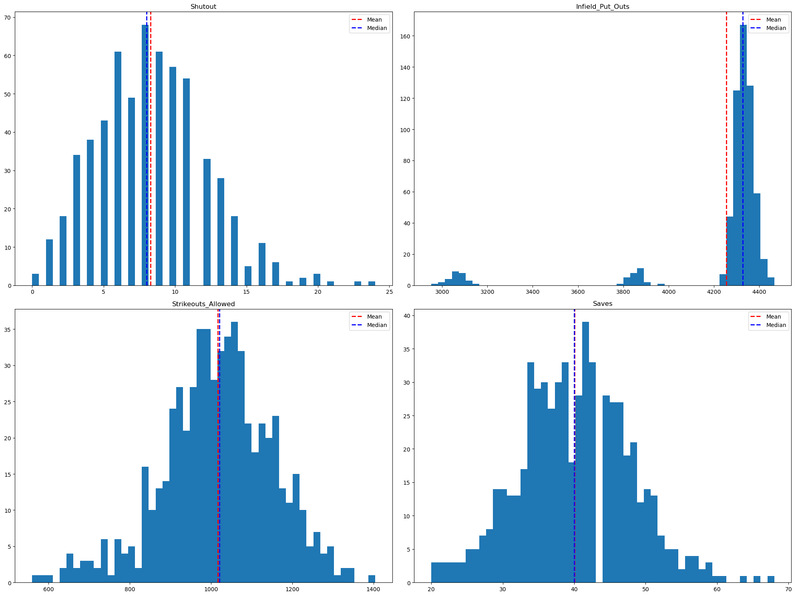 Shutout
Mean
Median
70
60
50
40
30
20
10
0
0 5 10 15 20 25
Infield_Put_Outs
Mean
Median
160
140
120
100
80
60
40
20
0
3000 3200 3400 3600 3800 4000 4200 4400
Strikeouts_Allowed
Mean
Median
35
30
25
20
15
10
5
0
600 800 1000 1200 1400
Saves
Mean
Median
40
35
30
25
20
15
10
5
0
20 30 40 50 60 70